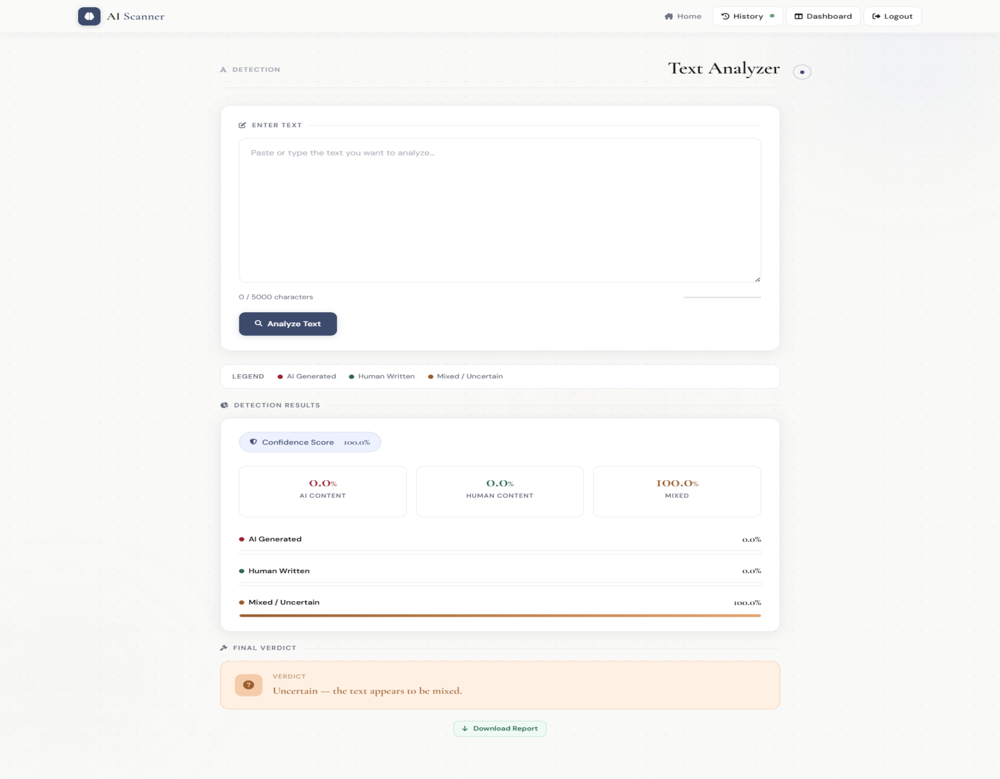 AI Scanner
Home
History
Dashboard
Logout
DETECTION
Text Analyzer
ENTER TEXT
Paste or type the text you want to analyze...
0 / 5000 characters
Analyze Text
LEGEND
AI Generated
Human Written
Mixed / Uncertain
DETECTION RESULTS
Confidence Score 100.0%
0.0%
AI CONTENT
0.0%
HUMAN CONTENT
100.0%
MIXED
AI Generated 0.0%
Human Written 0.0%
Mixed / Uncertain 100.0%
FINAL VERDICT
VERDICT
Uncertain — the text appears to be mixed.
Download Report